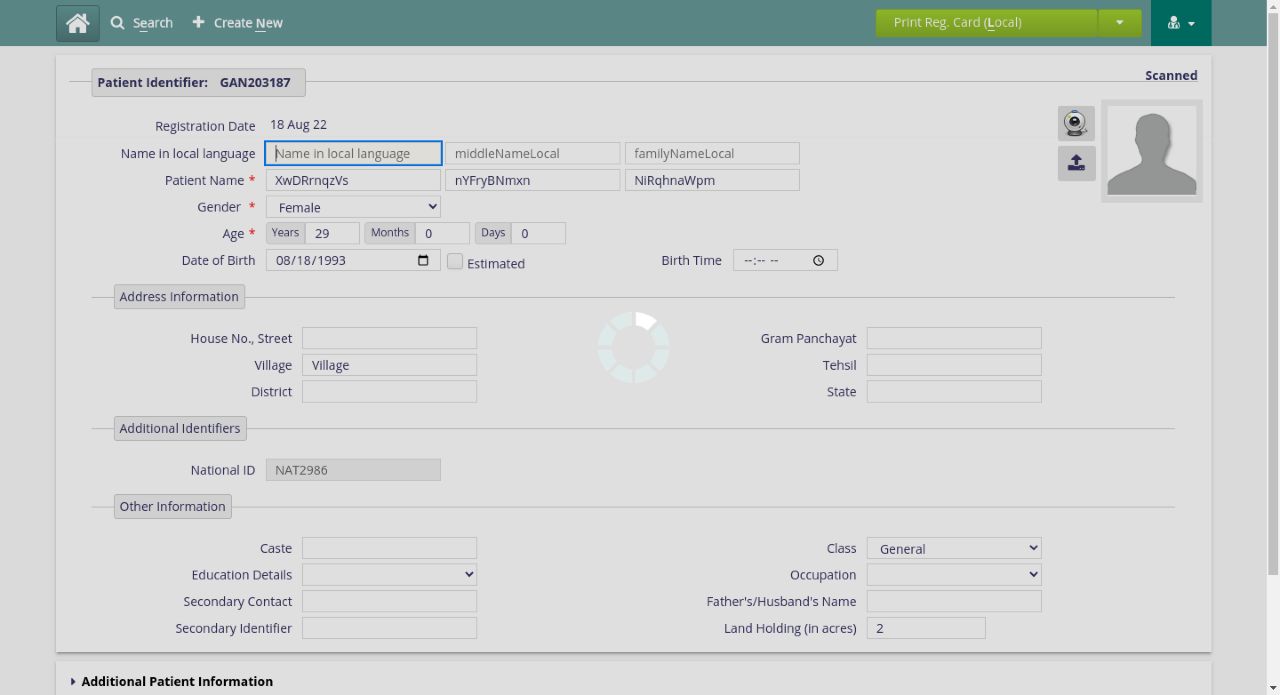 Search Create New Print Reg. Card (Local)
Patient Identifier: GAN203187 Scanned
Registration Date 18 Aug 22
Name in local language Name in local language middleNameLocal familyNameLocal
Patient Name * XwDRrnqzVs nYFryBNmxn NiRqhnaWpm
Gender * Female
Age * Years 29 Months 0 Days 0
Date of Birth 08/18/1993 Estimated Birth Time --:-- --
Address Information
House No., Street Gram Panchayat
Village Village Tehsil
District State
Additional Identifiers
National ID NAT2986
Other Information
Caste Class General
Education Details Occupation
Secondary Contact Father's/Husband's Name
Secondary Identifier Land Holding (in acres) 2
Additional Patient Information